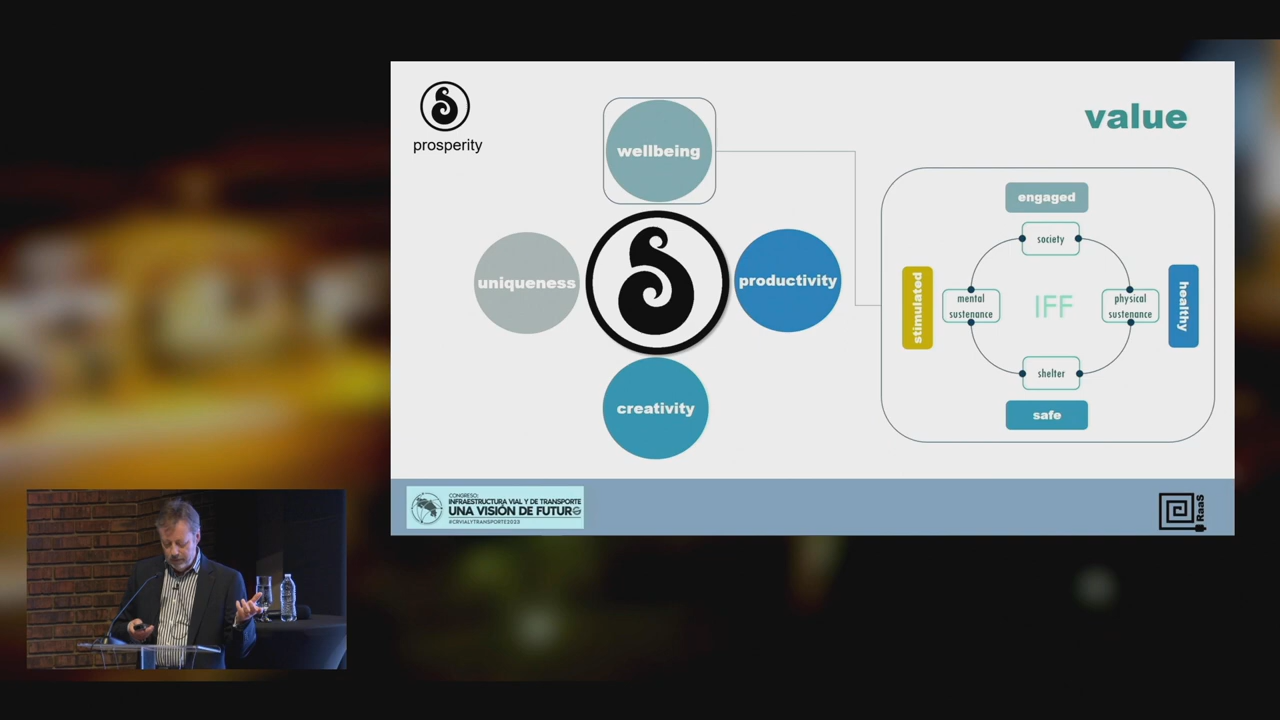 prosperity
value
wellbeing
uniqueness
productivity
creativity
engaged
society
stimulated
mental
sustenance
IFF
physical
sustenance
healthy
shelter
safe
CONGRESO:
INFRAESTRUCTURA VIAL Y DE TRANSPORTE
UNA VISIÓN DE FUTURO
#CRVIALYTRANSPORTE2023
RaaS